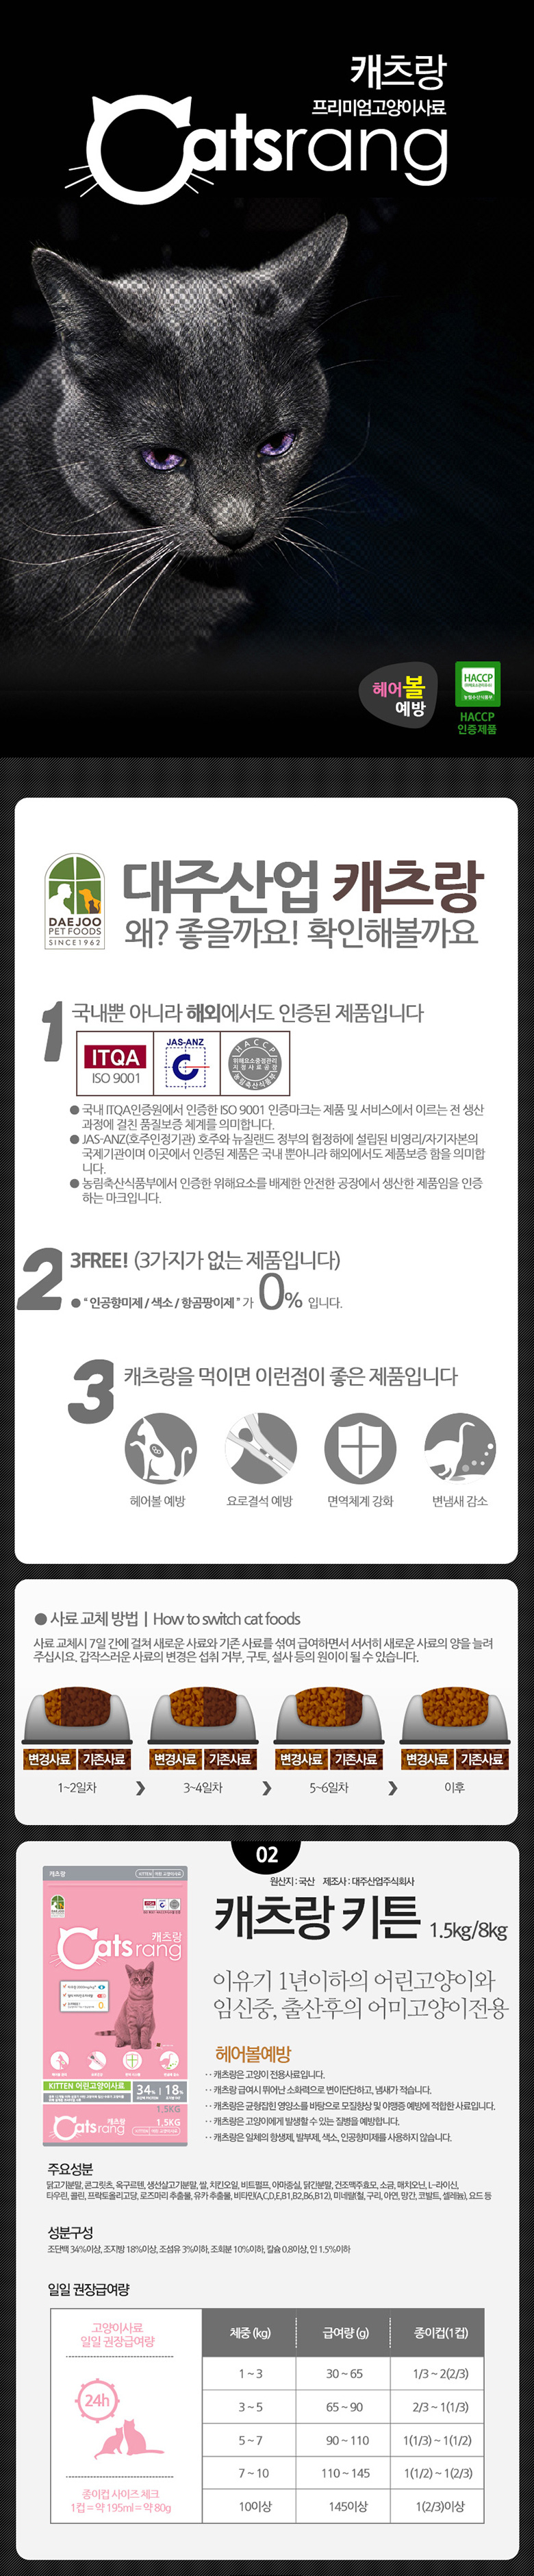 캐츠랑
프리미엄고양이사료
Catsrang
헤어볼
예방
HACCP
HACCP
인증제품
DAEJOO
PET FOODS
SINCE1962
대주산업 캐츠랑
왜? 좋을까요! 확인해볼까요
1 국내뿐 아니라 해외에서도 인증된 제품입니다
ITQA
ISO 9001
JAS-ANZ
HACCP
위해요소중점관리
지정사료공장
농림축산식품부
● 국내 ITQA인증원에서 인증한 ISO 9001 인증마크는 제품 및 서비스에서 이르는 전 생산
과정에 걸친 품질보증 체계를 의미합니다.
● JAS-ANZ(호주인정기관) 호주와 뉴질랜드 정부의 협정하에 설립된 비영리/자기자본의
국제기관이며 이곳에서 인증된 제품은 국내 뿐아니라 해외에서도 제품보증 함을 의미합
니다.
● 농림축산식품부에서 인증한 위해요소를 배제한 안전한 공장에서 생산한 제품임을 인증
하는 마크입니다.
2 3FREE! (3가지가 없는 제품입니다)
● " 인공향미제 / 색소 / 항곰팡이제 " 가 0% 입니다.
3 캐츠랑을 먹이면 이런점이 좋은 제품입니다
헤어볼 예방
요로결석 예방
면역체계 강화
변냄새 감소
● 사료 교체 방법 | How to switch cat foods
사료 교체시 7일 간에 걸쳐 새로운 사료와 기존 사료를 섞여 급여하면서 서서히 새로운 사료의 양을 늘려
주십시요. 갑작스러운 사료의 변경은 섭취 거부, 구토, 설사 등의 원이이 될 수 있습니다.
변경사료 기존사료
변경사료 기존사료
변경사료 기존사료
변경사료 기존사료
1~2일차 ❯ 3~4일차 ❯ 5~6일차 ❯ 이후
02
원산지 : 국산 제조사 : 대주산업주식회사
캐츠랑 키튼 1.5kg/8kg
이유기 1년이하의 어린고양이와
임신중, 출산후의 어미고양이전용
캐츠랑
캐츠랑
Catsrang
KITTEN 어린고양이사료
34% 18%
1.5KG
캐츠랑
Catsrang
1.5KG
헤어볼예방
·· 캐츠랑은 고양이 전용사료입니다.
·· 캐츠랑 급여시 뛰어난 소화력으로 변이단단하고, 냄새가 적습니다.
·· 캐츠랑은 균형잡힌 영양소를 바탕으로 모질향상 및 이영증 예방에 적합한 사료입니다.
·· 캐츠랑은 고양이에게 발생할 수 있는 질병을 예방합니다.
·· 캐츠랑은 일체의 항생제, 발부제, 색소, 인공향미제를 사용하지 않습니다.
주요성분
닭고기분말, 콘그릿츠, 옥구르텐, 생선살고기분말, 쌀, 치킨오일, 비트펄프, 아마종실, 닭간분말, 건조맥주효모, 소금, 메치오닌, L-라이신,
타우린, 콜린, 프락토올리고당, 로즈마리 추출물, 유카 추출물, 비타민(A,C,D,E,B1,B2,B6,B12), 미네랄(철, 구리, 아연, 망간, 코발트, 셀레늄), 요드 등
성분구성
조단백 34%이상, 조지방 18%이상, 조섬유 3%이하, 조회분 10%이하, 칼슘 0.8이상, 인 1.5%이하
일일 권장급여량
고양이사료
일일 권장급여량
24h
종이컵 사이즈 체크
1컵 = 약 195ml = 약 80g
체중 (kg) 급여량 (g) 종이컵(1컵)
1 ~ 3 30 ~ 65 1/3 ~ 2(2/3)
3 ~ 5 65 ~ 90 2/3 ~ 1(1/3)
5 ~ 7 90 ~ 110 1(1/3) ~ 1(1/2)
7 ~ 10 110 ~ 145 1(1/2) ~ 1(2/3)
10이상 145이상 1(2/3)이상